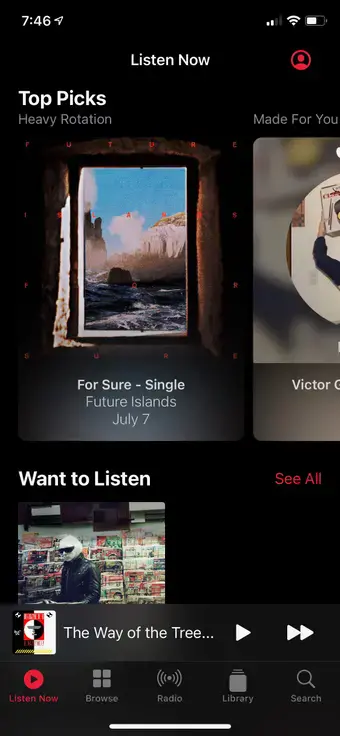 7:46
Listen Now
Top Picks
Heavy Rotation
Made For You
F U T U R E
I S L A N D S
F O R
S U R E
For Sure - Single
Future Islands
July 7
Victor G
Want to Listen
See All
The Way of the Tree...
Listen Now
Browse
Radio
Library
Search